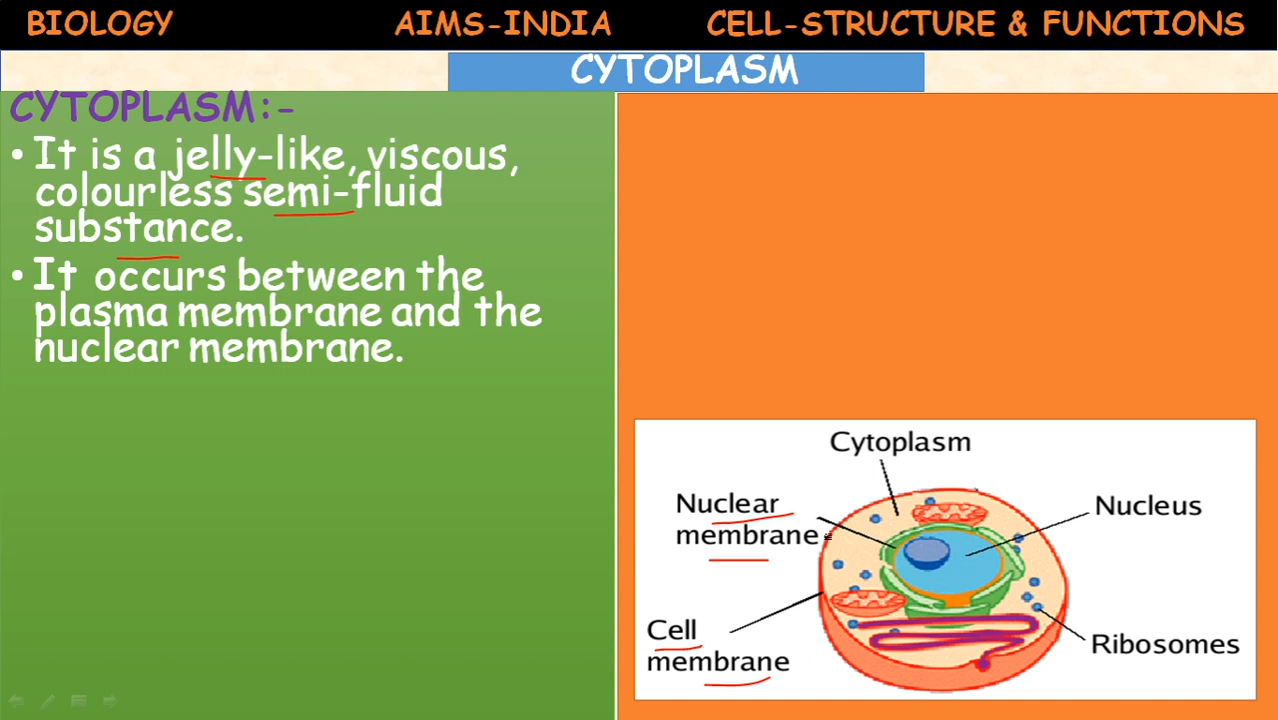 BIOLOGY AIMS-INDIA CELL-STRUCTURE & FUNCTIONS
CYTOPLASM
CYTOPLASM:-
• It is a jelly-like, viscous,
colourless semi-fluid
substance.
• It occurs between the
plasma membrane and the
nuclear membrane.
Cytoplasm
Nuclear
membrane
Nucleus
Cell
membrane
Ribosomes